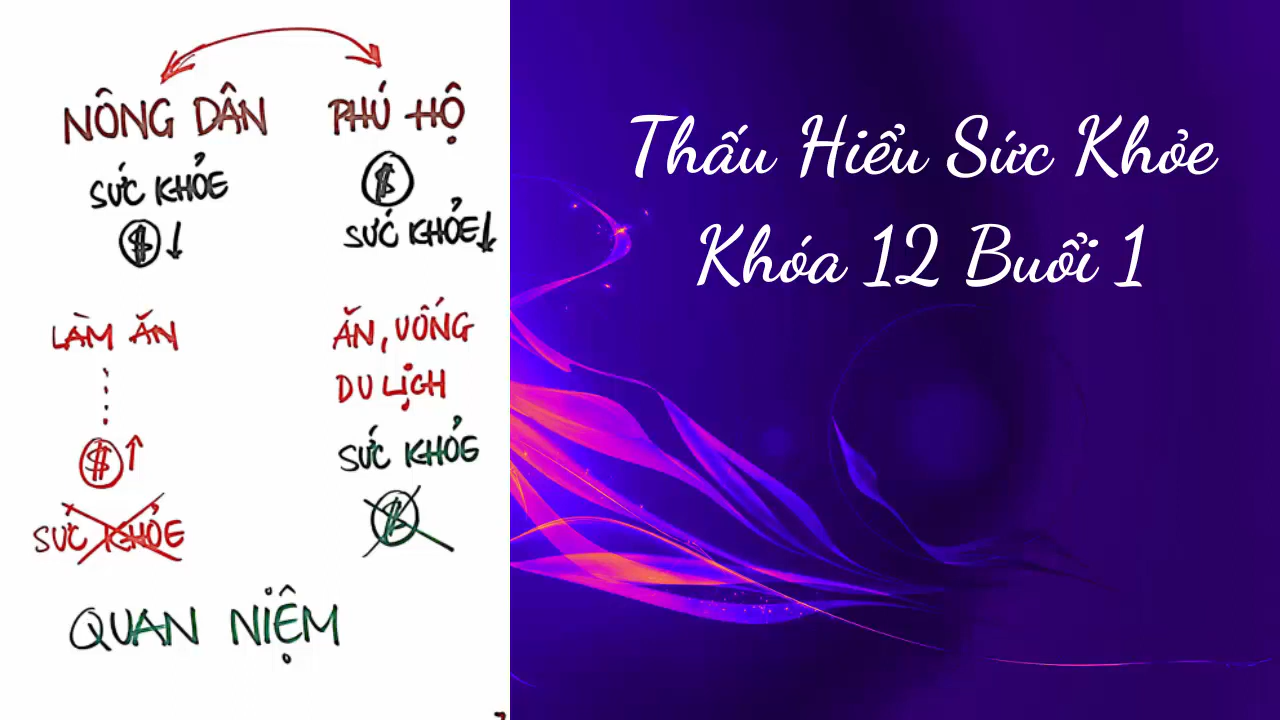 NÔNG DÂN
SỨC KHỎE
$ ↓
LÀM ĂN
$ ↑
SỨC KHỎE
PHÚ HỘ
$
SỨC KHỎE ↓
ĂN, UỐNG
DU LỊCH
SỨC KHỎE
$
QUAN NIỆM
Thấu Hiểu Sức Khỏe
Khóa 12 Buổi 1